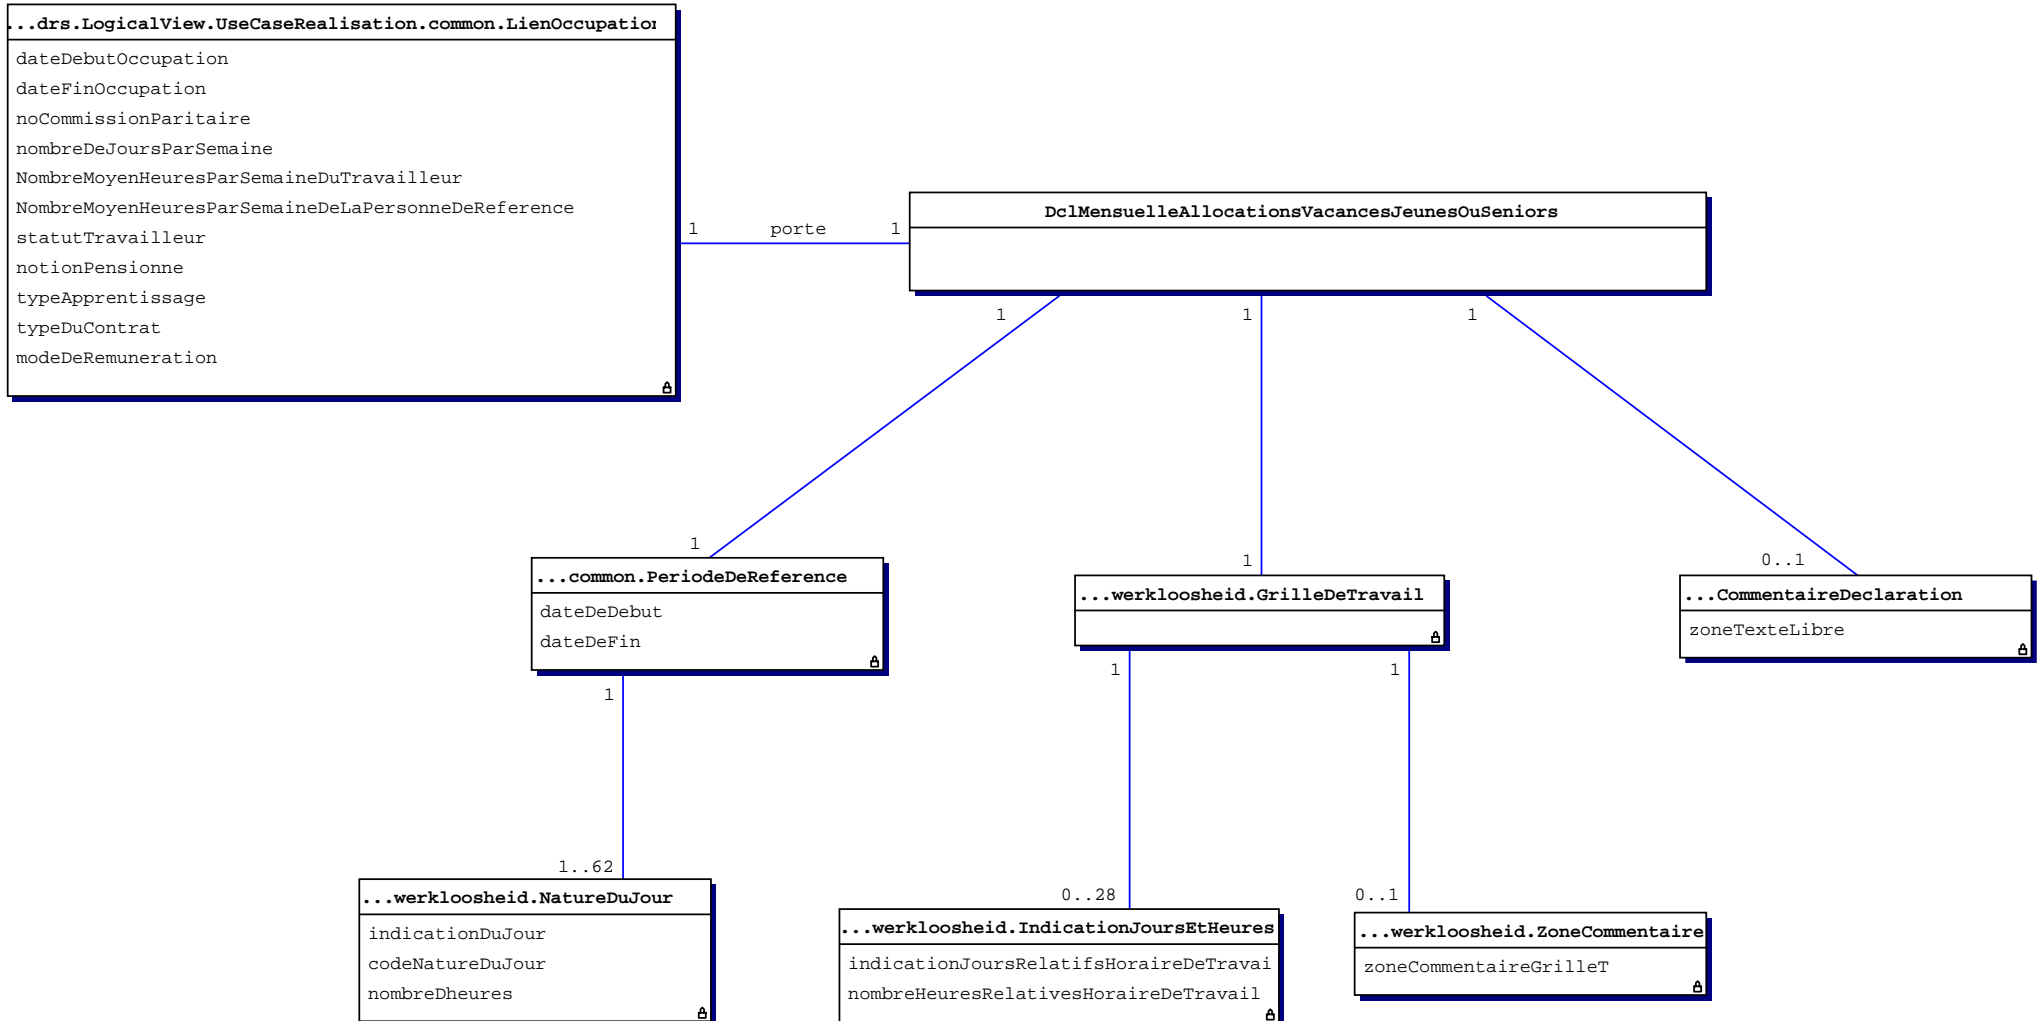 ...drs.LogicalView.UseCaseRealisation.common.LienOccupation
dateDebutOccupation
dateFinOccupation
noCommissionParitaire
nombreDeJoursParSemaine
NombreMoyenHeuresParSemaineDuTravailleur
NombreMoyenHeuresParSemaineDeLaPersonneDeReference
statutTravailleur
notionPensionne
typeApprentissage
typeDuContrat
modeDeRemuneration
1 porte 1
DclMensuelleAllocationsVacancesJeunesOuSeniors
1 1 1
1
1
0..1
...common.PeriodeDeReference
dateDeDebut
dateDeFin
...werkloosheid.GrilleDeTravail
...CommentaireDeclaration
zoneTexteLibre
1
1 1
1..62
0..28
0..1
...werkloosheid.NatureDuJour
indicationDuJour
codeNatureDuJour
nombreDheures
...werkloosheid.IndicationJoursEtHeures
indicationJoursRelatifsHoraireDeTravai
nombreHeuresRelativesHoraireDeTravail
...werkloosheid.ZoneCommentaire
zoneCommentaireGrilleT